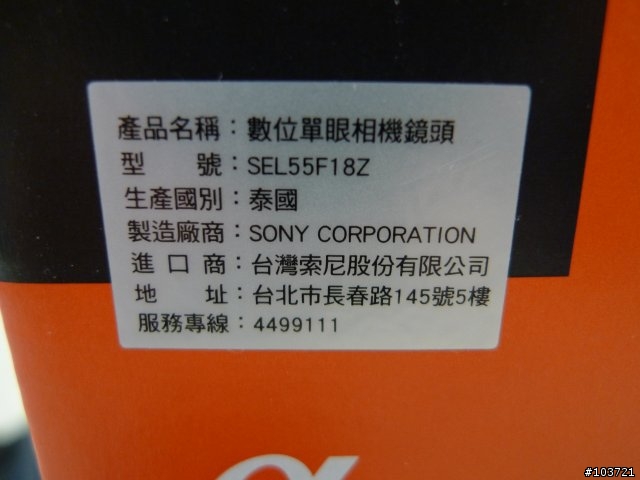 產品名稱：數位單眼相機鏡頭
型　　號：SEL55F18Z
生產國別：泰國
製造廠商：SONY CORPORATION
進 口 商：台灣索尼股份有限公司
地　　址：台北市長春路145號5樓
服務專線：4499111
α
#103721